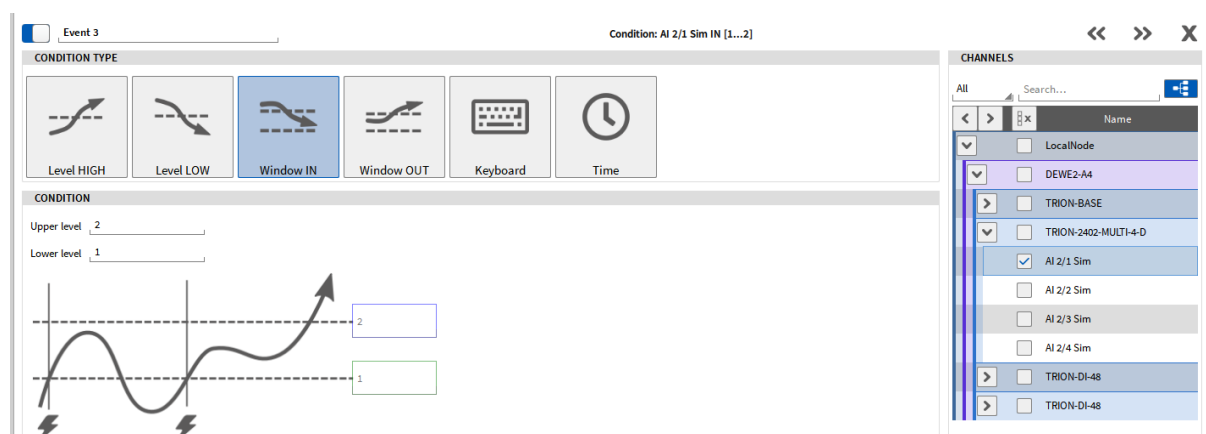 Event 3
Condition: AI 2/1 Sim IN [1...2]
X
CONDITION TYPE
Level HIGH
Level LOW
Window IN
Window OUT
Keyboard
Time
CONDITION
Upper level 2
Lower level 1
2
1
CHANNELS
All
Search...
x
Name
LocalNode
DEWE2-A4
TRION-BASE
TRION-2402-MULTI-4-D
AI 2/1 Sim
AI 2/2 Sim
AI 2/3 Sim
AI 2/4 Sim
TRION-DI-48
TRION-DI-48